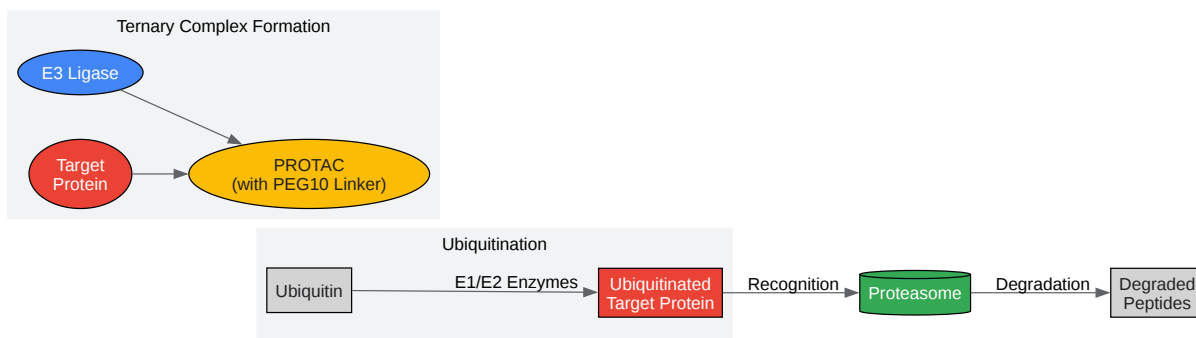 Ternary Complex Formation
E3 Ligase
Target
Protein
PROTAC
(with PEG10 Linker)
Ubiquitination
Ubiquitin
E1/E2 Enzymes
Ubiquitinated
Target Protein
Recognition
Proteasome
Degradation
Degraded
Peptides